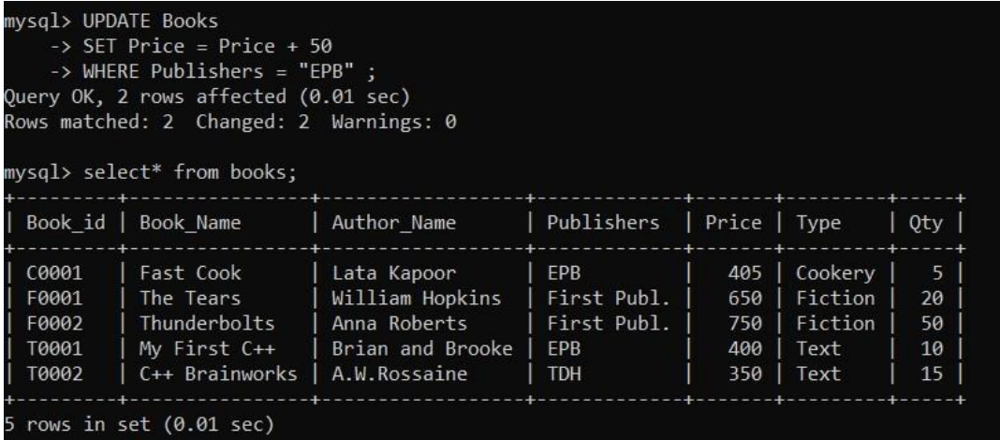 mysql> UPDATE Books
    -> SET Price = Price + 50
    -> WHERE Publishers = "EPB" ;
Query OK, 2 rows affected (0.01 sec)
Rows matched: 2  Changed: 2  Warnings: 0

mysql> select* from books;
+---------+----------------+------------------+-------------+-------+---------+-----+
| Book_id | Book_Name      | Author_Name      | Publishers  | Price | Type    | Qty |
+---------+----------------+------------------+-------------+-------+---------+-----+
| C0001   | Fast Cook      | Lata Kapoor      | EPB         |   405 | Cookery |   5 |
| F0001   | The Tears      | William Hopkins  | First Publ. |   650 | Fiction |  20 |
| F0002   | Thunderbolts   | Anna Roberts     | First Publ. |   750 | Fiction |  50 |
| T0001   | My First C++   | Brian and Brooke | EPB         |   400 | Text    |  10 |
| T0002   | C++ Brainworks | A.W.Rossaine     | TDH         |   350 | Text    |  15 |
+---------+----------------+------------------+-------------+-------+---------+-----+
5 rows in set (0.01 sec)